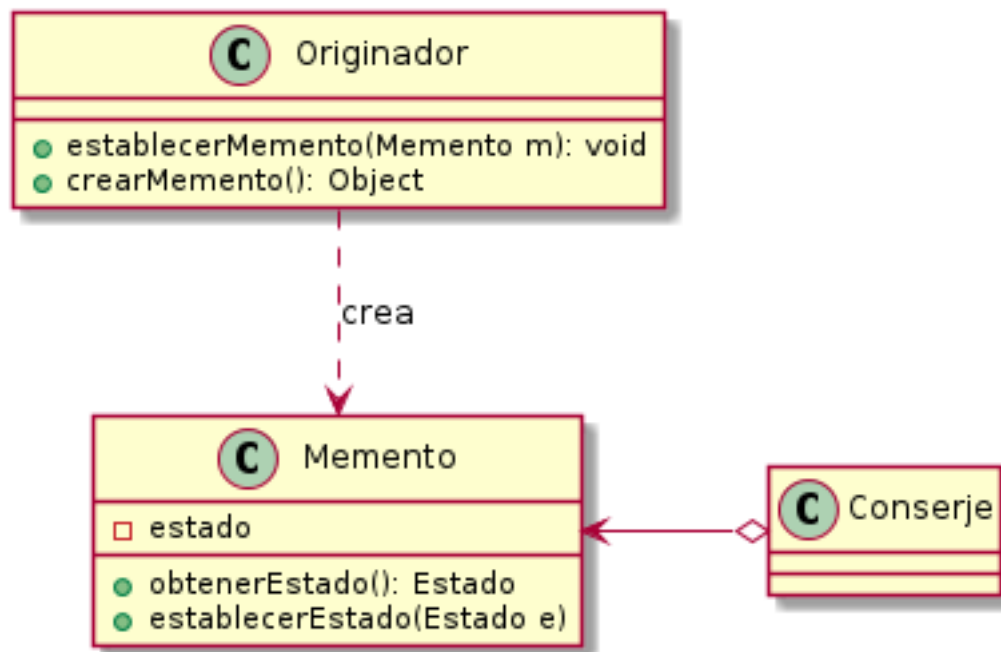 C Originador
establecerMemento(Memento m): void
crearMemento(): Object
crea
C Memento
estado
obtenerEstado(): Estado
establecerEstado(Estado e)
C Conserje